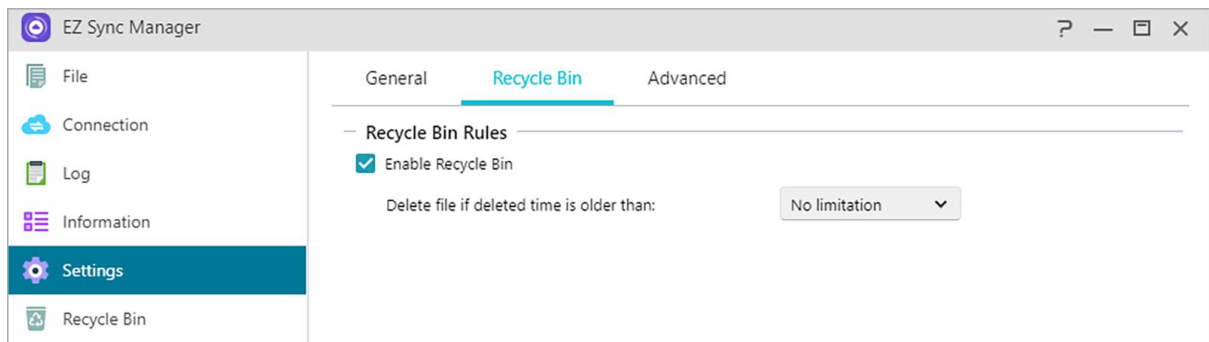 EZ Sync Manager
File
Connection
Log
Information
Settings
Recycle Bin
General Recycle Bin Advanced
Recycle Bin Rules
Enable Recycle Bin
Delete file if deleted time is older than: No limitation